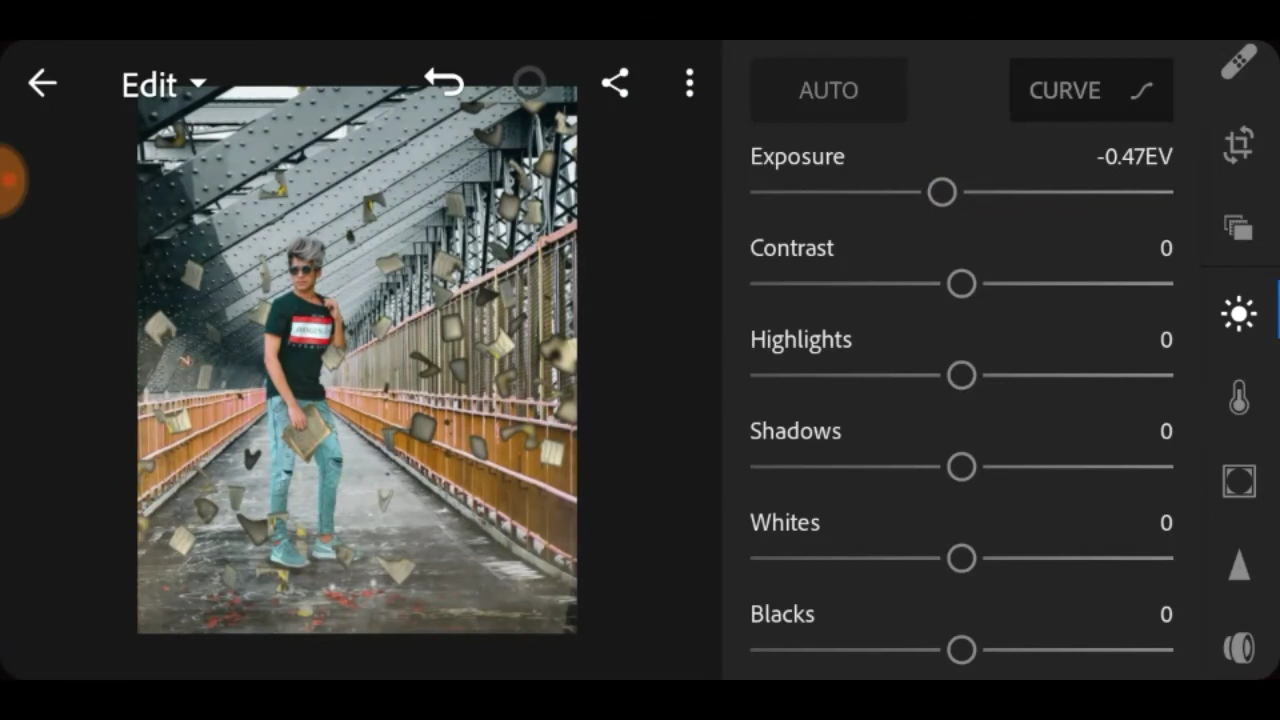 Edit
AUTO
CURVE
Exposure
-0.47EV
Contrast
0
Highlights
0
Shadows
0
Whites
0
Blacks
0